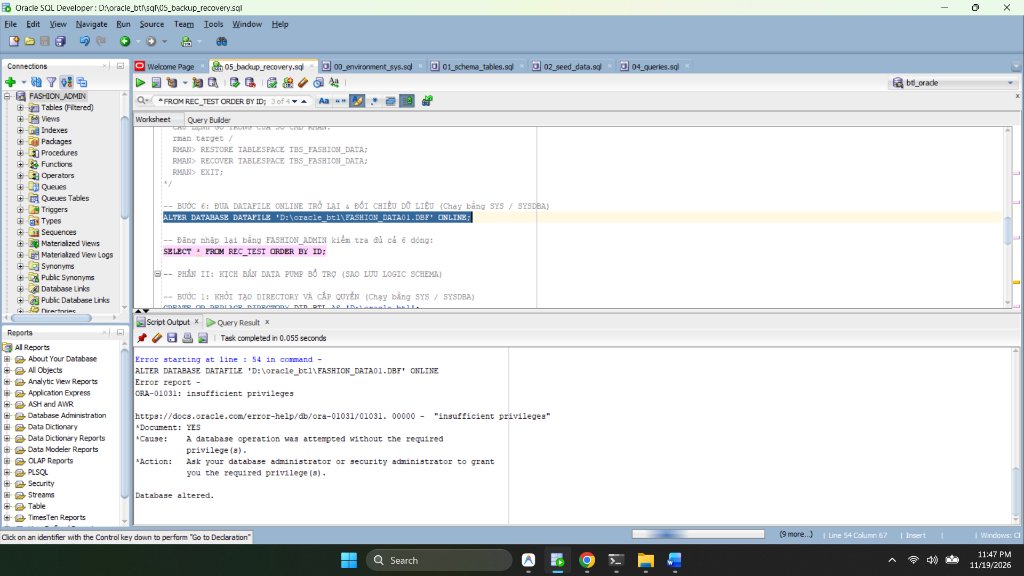 Oracle SQL Developer : D:\oracle_btl\sql\05_backup_recovery.sql
File Edit View Navigate Run Source Team Tools Window Help
Connections
FASHION_ADMIN
Tables (Filtered)
Views
Indexes
Packages
Procedures
Functions
Operators
Queues
Queues Tables
Triggers
Types
Sequences
Materialized Views
Materialized View Logs
Synonyms
Public Synonyms
Database Links
Public Database Links
Directories
Reports
All Reports
About Your Database
All Objects
Analytic View Reports
Application Express
ASH and AWR
Database Administration
Data Dictionary
Data Dictionary Reports
Data Modeler Reports
OLAP Reports
PLSQL
Security
Streams
Table
TimesTen Reports
Welcome Page 05_backup_recovery.sql 00_environment_sys.sql 01_schema_tables.sql 02_seed_data.sql 04_queries.sql
btl_oracle
* FROM REC_TEST ORDER BY ID; 3 of 4
Worksheet Query Builder
rman target /
RMAN> RESTORE TABLESPACE TBS_FASHION_DATA;
RMAN> RECOVER TABLESPACE TBS_FASHION_DATA;
RMAN> EXIT;
*/
-- BƯỚC 6: ĐƯA DATAFILE ONLINE TRỞ LẠI & ĐỐI CHIẾU DỮ LIỆU (Chạy bằng SYS / SYSDBA)
ALTER DATABASE DATAFILE 'D:\oracle_btl\FASHION_DATA01.DBF' ONLINE;
-- Đăng nhập lại bằng FASHION_ADMIN kiểm tra đủ cả 6 dòng:
SELECT * FROM REC_TEST ORDER BY ID;
-- PHẦN II: KỊCH BẢN DATA PUMP BỔ TRỢ (SAO LƯU LOGIC SCHEMA)
-- BƯỚC 1: KHỞI TẠO DIRECTORY VÀ CẤP QUYỀN (Chạy bằng SYS / SYSDBA)
CREATE OR REPLACE DIRECTORY DIR_BTL AS 'D:\oracle_btl';
Script Output Query Result
Task completed in 0.055 seconds
Error starting at line : 54 in command -
ALTER DATABASE DATAFILE 'D:\oracle_btl\FASHION_DATA01.DBF' ONLINE
Error report -
ORA-01031: insufficient privileges
https://docs.oracle.com/error-help/db/ora-01031/01031. 00000 - "insufficient privileges"
*Document: YES
*Cause: A database operation was attempted without the required
privilege(s).
*Action: Ask your database administrator or security administrator to grant
you the required privilege(s).
Database altered.
Click on an identifier with the Control key down to perform "Go to Declaration"
(9 more...) Line 54 Column 67 Insert Windows: Cl
Search
11:47 PM
11/19/2026